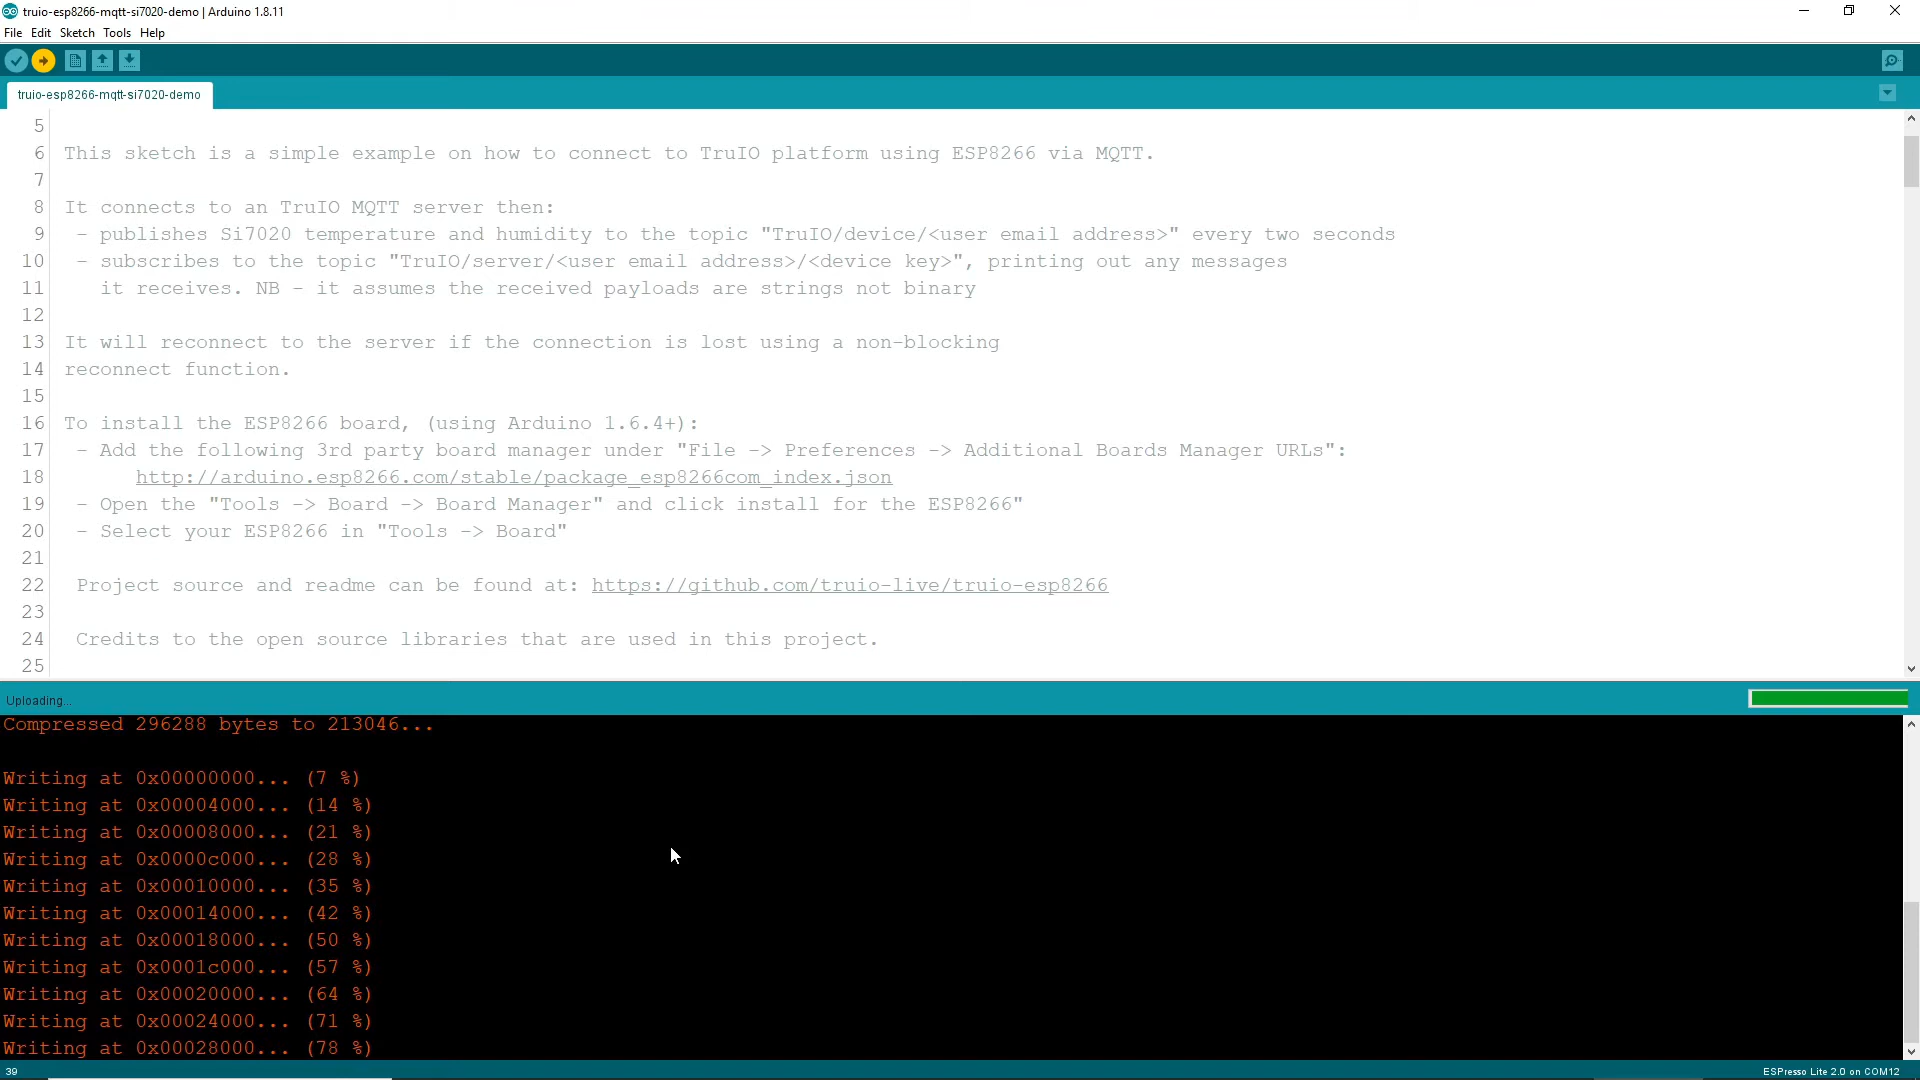 truio-esp8266-mqtt-si7020-demo | Arduino 1.8.11
File Edit Sketch Tools Help
truio-esp8266-mqtt-si7020-demo
5
6 This sketch is a simple example on how to connect to TruIO platform using ESP8266 via MQTT.
7
8 It connects to an TruIO MQTT server then:
9 - publishes Si7020 temperature and humidity to the topic "TruIO/device/<user email address>" every two seconds
10 - subscribes to the topic "TruIO/server/<user email address>/<device key>", printing out any messages
11 it receives. NB - it assumes the received payloads are strings not binary
12
13 It will reconnect to the server if the connection is lost using a non-blocking
14 reconnect function.
15
16 To install the ESP8266 board, (using Arduino 1.6.4+):
17 - Add the following 3rd party board manager under "File -> Preferences -> Additional Boards Manager URLs":
18 http://arduino.esp8266.com/stable/package_esp8266com_index.json
19 - Open the "Tools -> Board -> Board Manager" and click install for the ESP8266"
20 - Select your ESP8266 in "Tools -> Board"
21
22 Project source and readme can be found at: https://github.com/truio-live/truio-esp8266
23
24 Credits to the open source libraries that are used in this project.
25
Uploading...
Compressed 296288 bytes to 213046...
Writing at 0x00000000... (7 %)
Writing at 0x00004000... (14 %)
Writing at 0x00008000... (21 %)
Writing at 0x0000c000... (28 %)
Writing at 0x00010000... (35 %)
Writing at 0x00014000... (42 %)
Writing at 0x00018000... (50 %)
Writing at 0x0001c000... (57 %)
Writing at 0x00020000... (64 %)
Writing at 0x00024000... (71 %)
Writing at 0x00028000... (78 %)
39 ESPresso Lite 2.0 on COM12